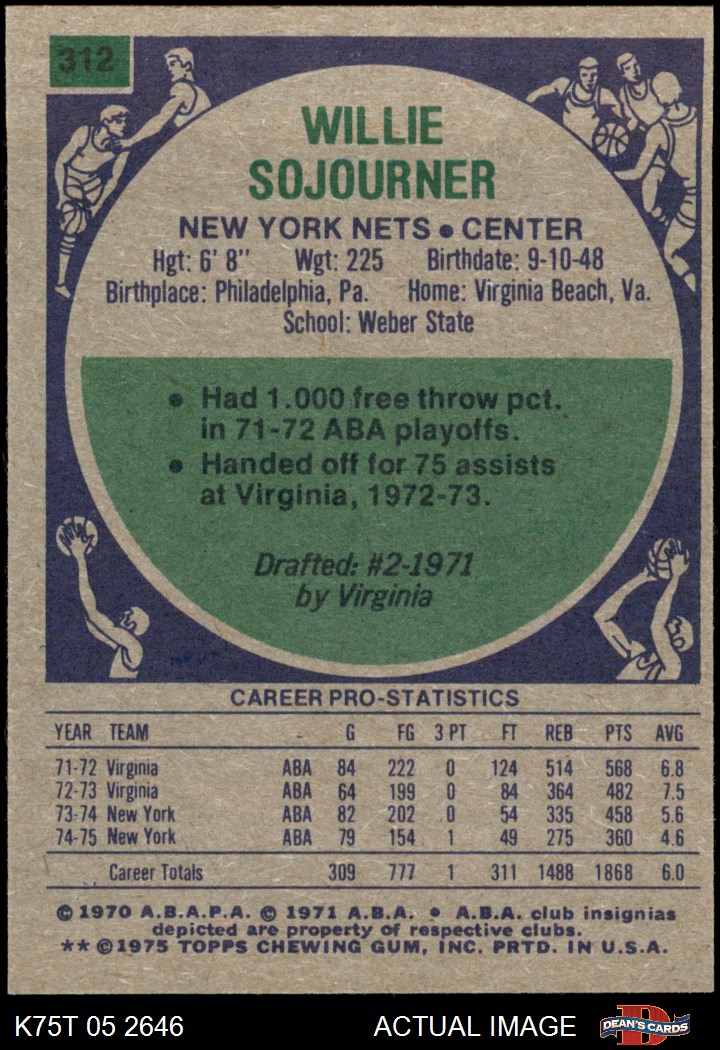 312
WILLIE
SOJOURNER
NEW YORK NETS • CENTER
Hgt: 6' 8" Wgt: 225 Birthdate: 9-10-48
Birthplace: Philadelphia, Pa. Home: Virginia Beach, Va.
School: Weber State
• Had 1.000 free throw pct.
in 71-72 ABA playoffs.
• Handed off for 75 assists
at Virginia, 1972-73.
Drafted: #2-1971
by Virginia
CAREER PRO-STATISTICS
YEAR TEAM G FG 3 PT FT REB PTS AVG
71-72 Virginia ABA 84 222 0 124 514 568 6.8
72-73 Virginia ABA 64 199 0 84 364 482 7.5
73-74 New York ABA 82 202 0 54 335 458 5.6
74-75 New York ABA 79 154 1 49 275 360 4.6
Career Totals 309 777 1 311 1488 1868 6.0
© 1970 A.B.A.P.A. © 1971 A.B.A. • A.B.A. club insignias
depicted are property of respective clubs.
** © 1975 TOPPS CHEWING GUM, INC. PRTD. IN U.S.A.
K75T 05 2646 ACTUAL IMAGE D DEAN'S CARDS